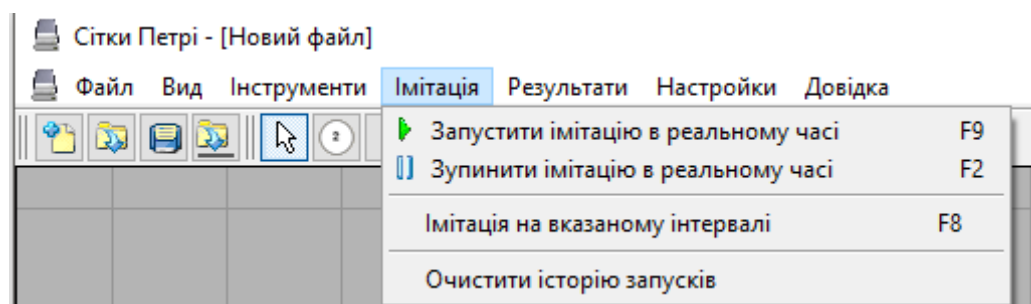 Сітки Петрі - [Новий файл]
Файл Вид Інструменти Імітація Результати Настройки Довідка
2
Запустити імітацію в реальному часі F9
Зупинити імітацію в реальному часі F2
Імітація на вказаному інтервалі F8
Очистити історію запусків